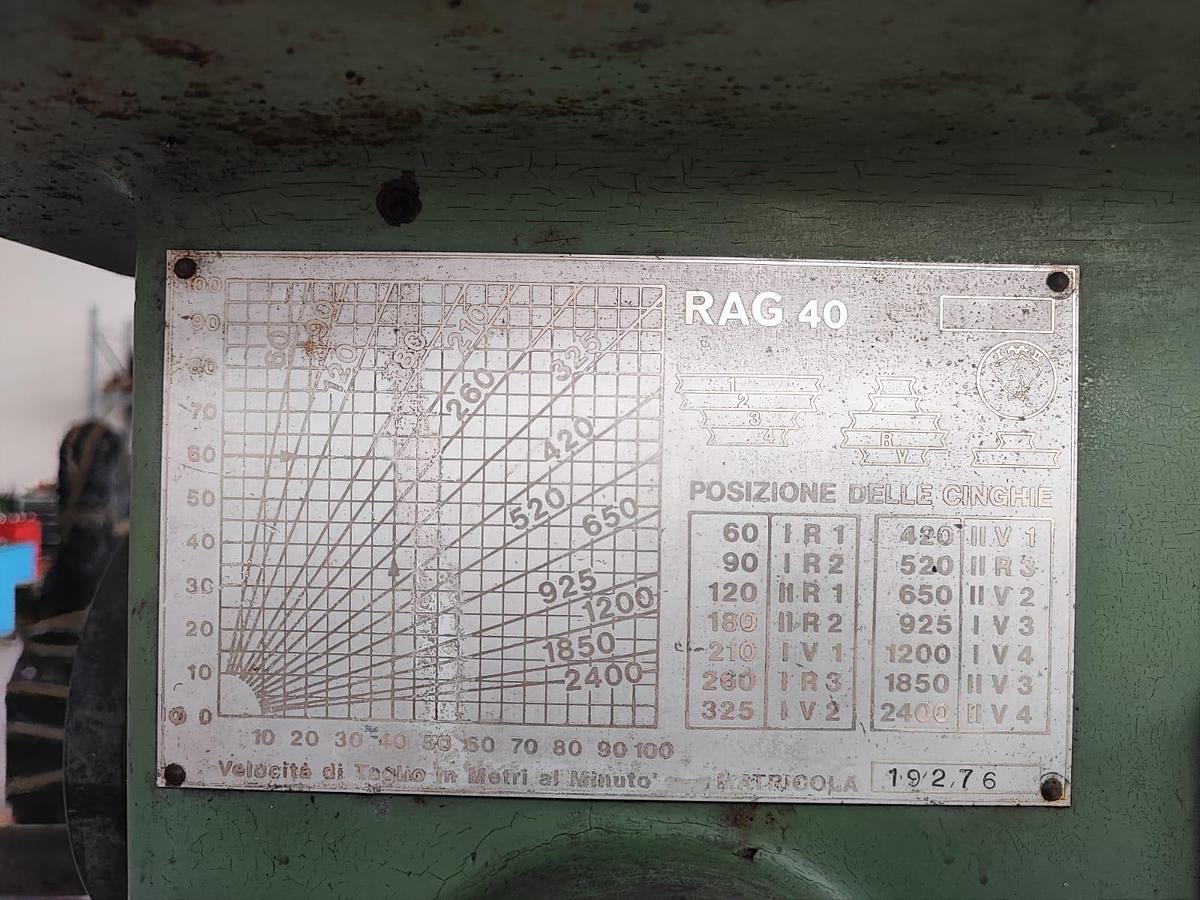 RAG 40
100
90
80
70
60
50
40
30
20
10
0 0
60
90
120
180
210
260
325
420
520
650
925
1200
1850
2400
10 20 30 40 50 60 70 80 90 100
Velocità di Taglio in Metri al Minuto
1
2
3
4
R
V
POSIZIONE DELLE CINGHIE
60 I R 1 420 II V 1
90 I R 2 520 II R 3
120 II R 1 650 II V 2
180 II R 2 925 I V 3
210 I V 1 1200 I V 4
260 I R 3 1850 II V 3
325 I V 2 2400 II V 4
MATRICOLA 19276